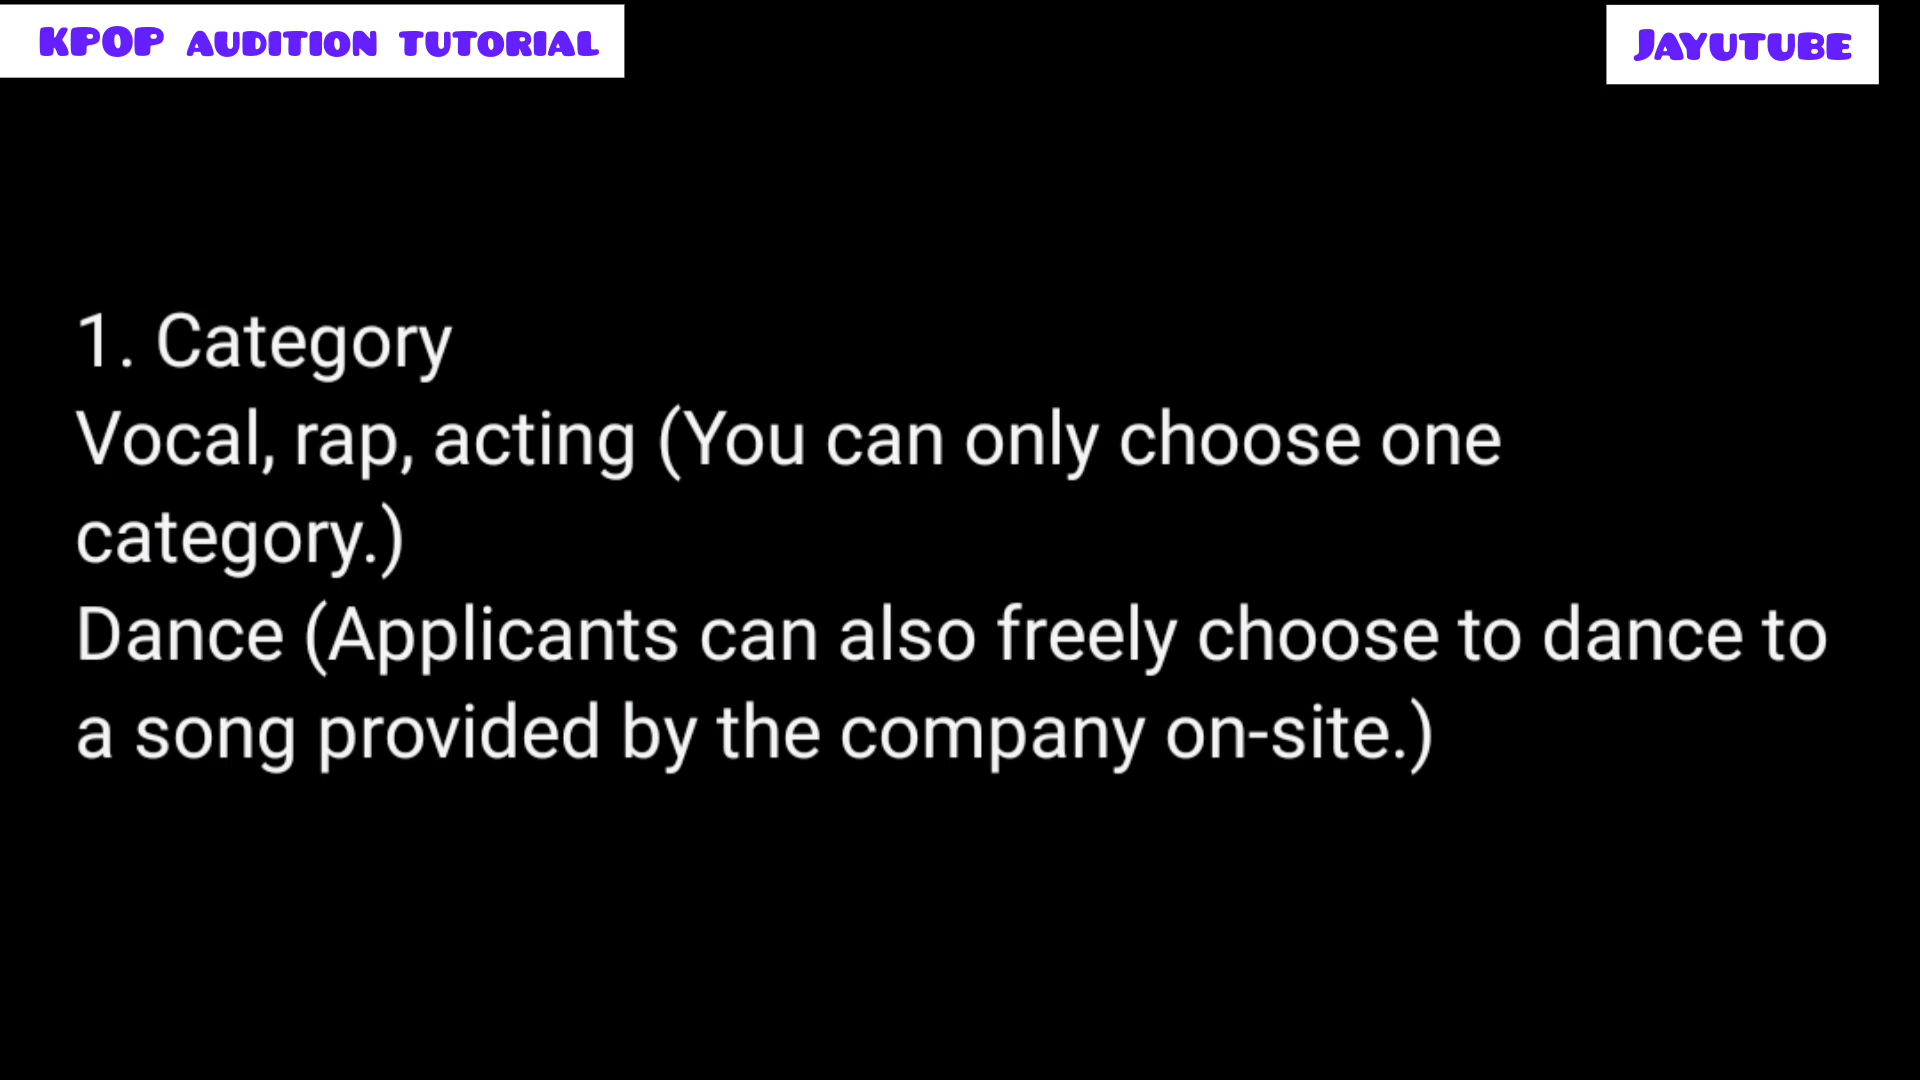 KPOP AUDITION TUTORIAL
JAYUTUBE
1. Category
Vocal, rap, acting (You can only choose one
category.)
Dance (Applicants can also freely choose to dance to
a song provided by the company on-site.)